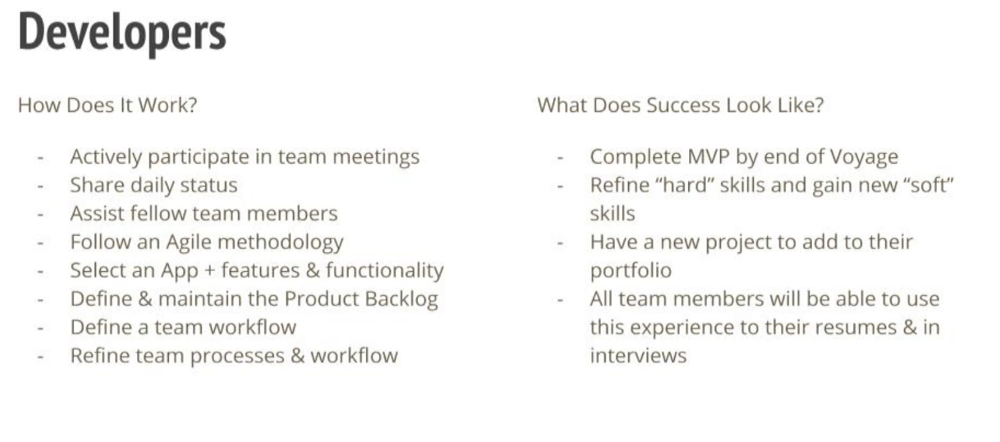 Developers
How Does It Work?
- Actively participate in team meetings
- Share daily status
- Assist fellow team members
- Follow an Agile methodology
- Select an App + features & functionality
- Define & maintain the Product Backlog
- Define a team workflow
- Refine team processes & workflow
What Does Success Look Like?
- Complete MVP by end of Voyage
- Refine “hard” skills and gain new “soft”
skills
- Have a new project to add to their
portfolio
- All team members will be able to use
this experience to their resumes & in
interviews